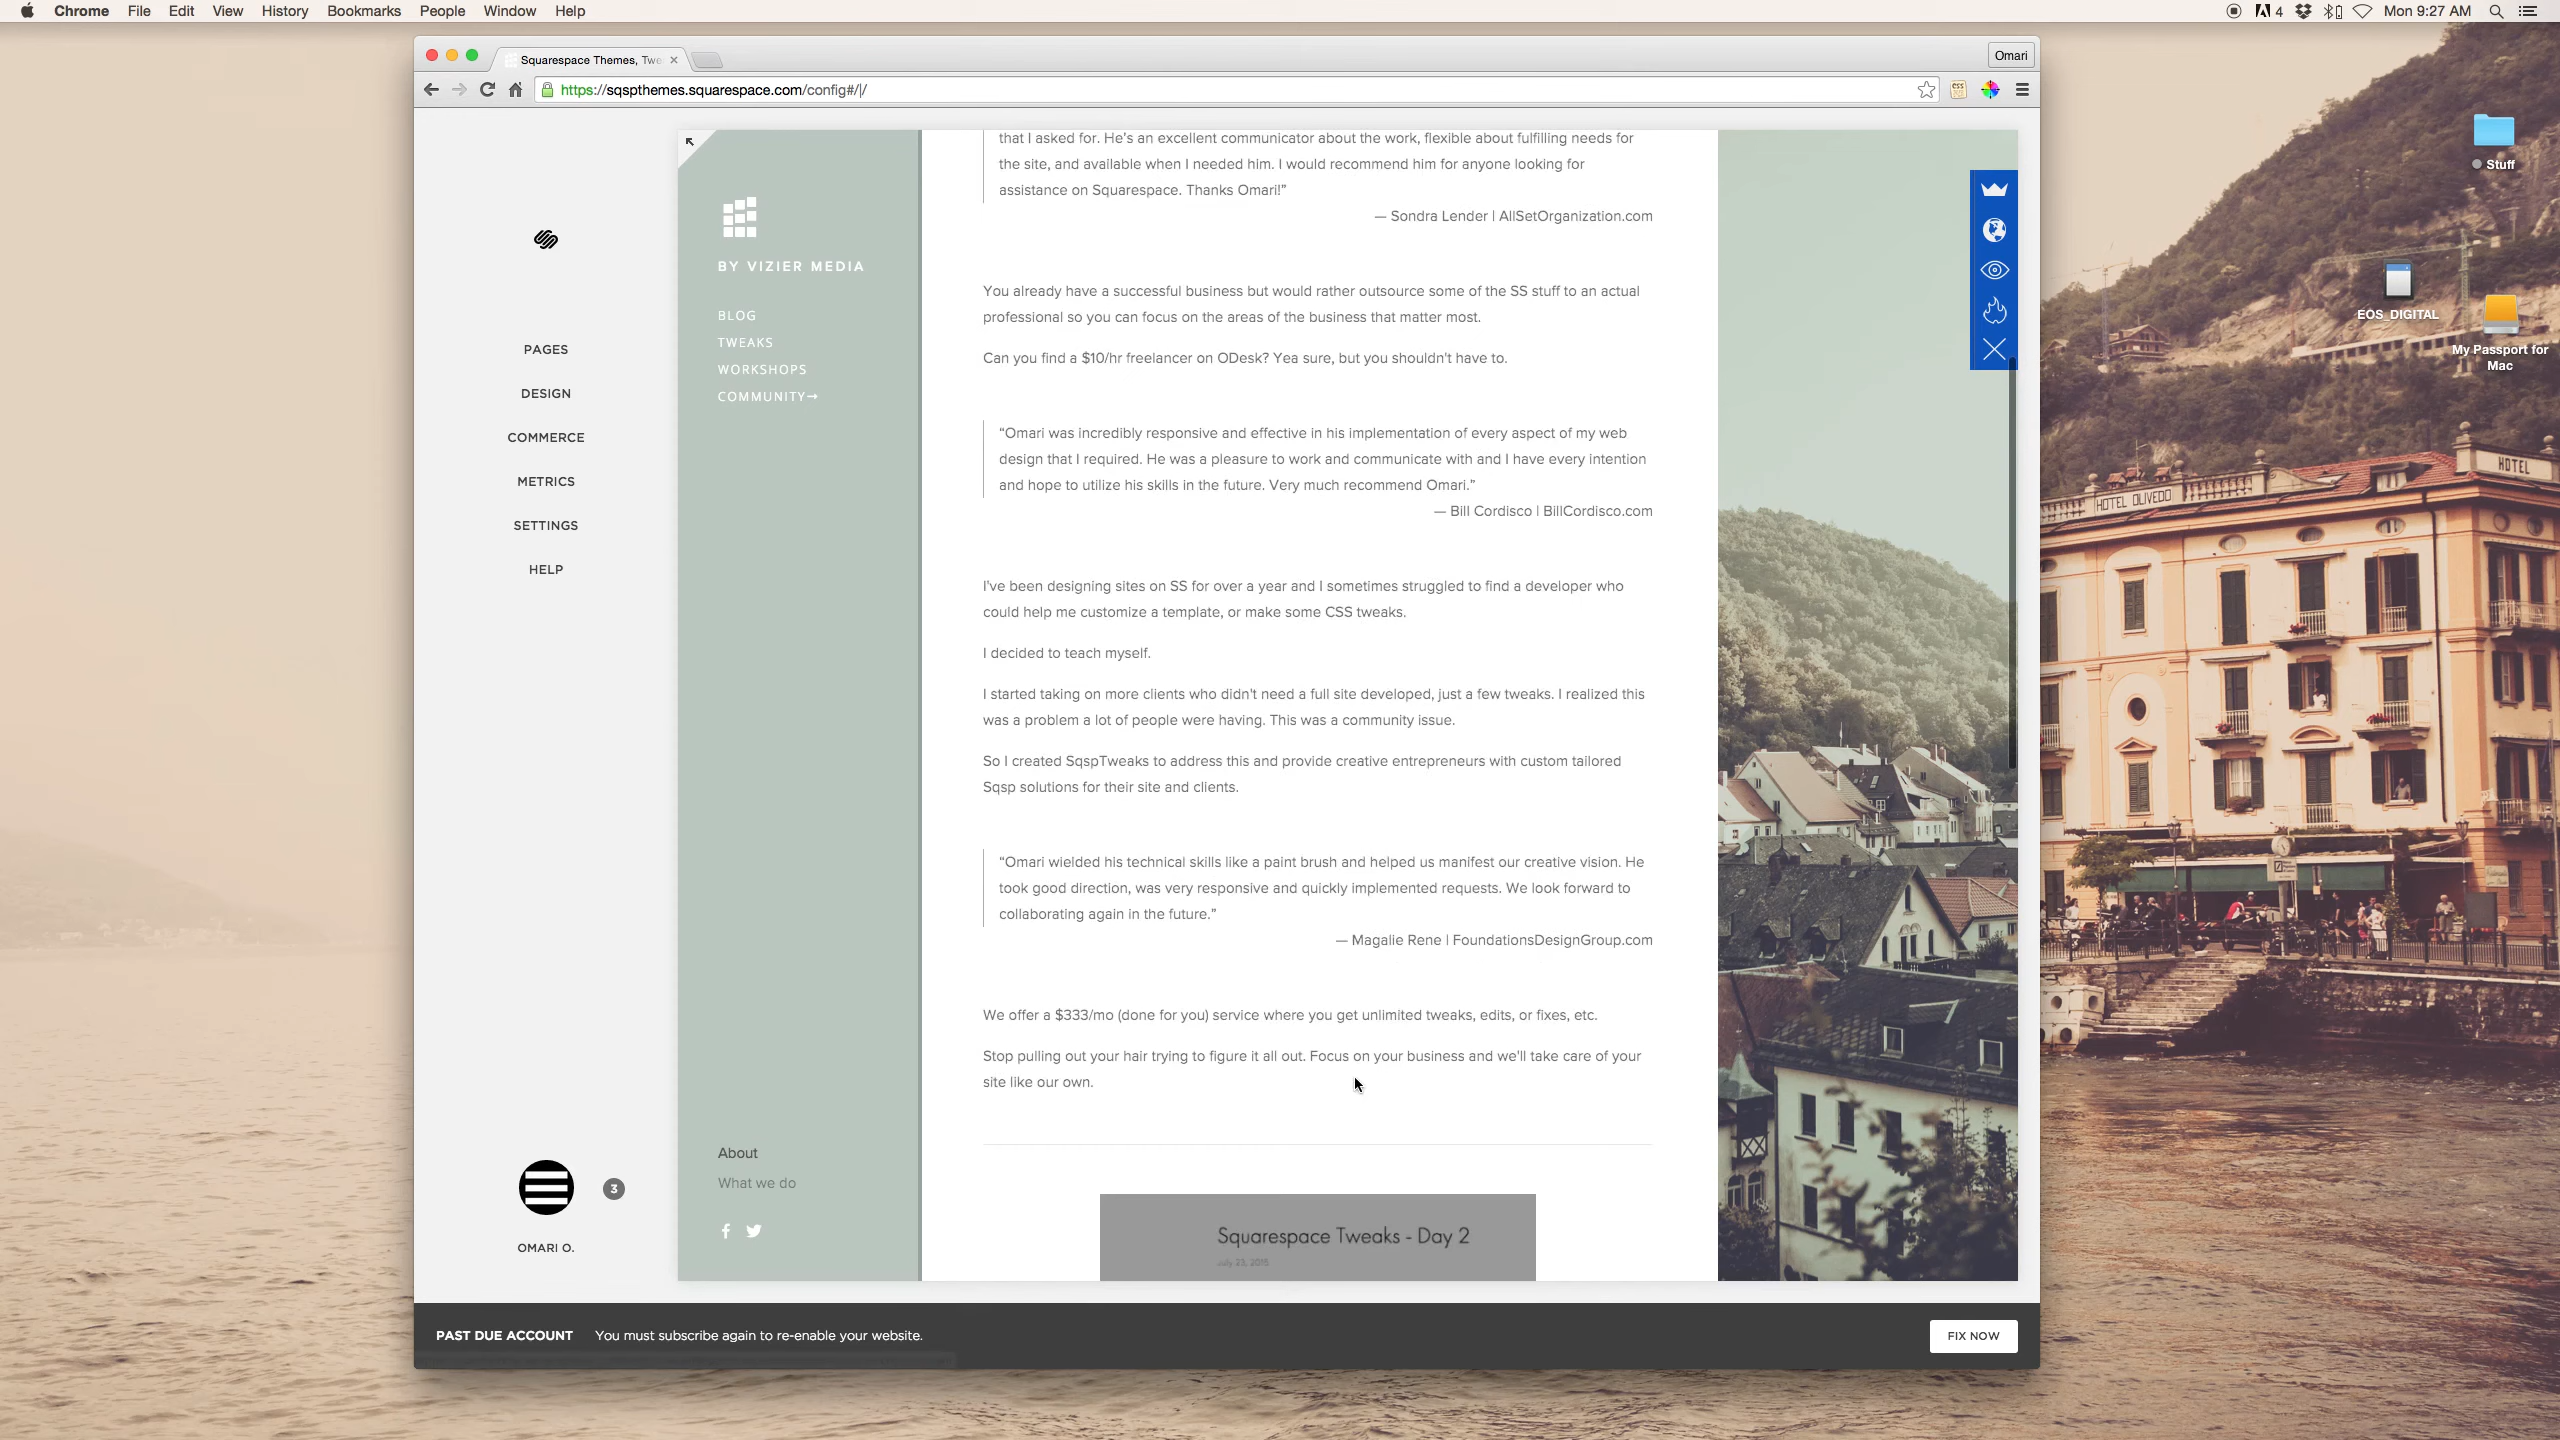 Chrome File Edit View History Bookmarks People Window Help
4 Mon 9:27 AM
Squarespace Themes, Twe
Omari
https://sqspthemes.squarespace.com/config#/|/
css
Stuff
EOS_DIGITAL
My Passport for
Mac
HOTEL
HOTEL OLIVEDO
PAGES
DESIGN
COMMERCE
METRICS
SETTINGS
HELP
3
OMARI O.
BY VIZIER MEDIA
BLOG
TWEAKS
WORKSHOPS
COMMUNITY→
About
What we do
that I asked for. He's an excellent communicator about the work, flexible about fulfilling needs for
the site, and available when I needed him. I would recommend him for anyone looking for
assistance on Squarespace. Thanks Omari!”
— Sondra Lender | AllSetOrganization.com
You already have a successful business but would rather outsource some of the SS stuff to an actual
professional so you can focus on the areas of the business that matter most.
Can you find a $10/hr freelancer on ODesk? Yea sure, but you shouldn't have to.
“Omari was incredibly responsive and effective in his implementation of every aspect of my web
design that I required. He was a pleasure to work and communicate with and I have every intention
and hope to utilize his skills in the future. Very much recommend Omari.”
— Bill Cordisco | BillCordisco.com
I've been designing sites on SS for over a year and I sometimes struggled to find a developer who
could help me customize a template, or make some CSS tweaks.
I decided to teach myself.
I started taking on more clients who didn't need a full site developed, just a few tweaks. I realized this
was a problem a lot of people were having. This was a community issue.
So I created SqspTweaks to address this and provide creative entrepreneurs with custom tailored
Sqsp solutions for their site and clients.
“Omari wielded his technical skills like a paint brush and helped us manifest our creative vision. He
took good direction, was very responsive and quickly implemented requests. We look forward to
collaborating again in the future.”
— Magalie Rene | FoundationsDesignGroup.com
We offer a $333/mo (done for you) service where you get unlimited tweaks, edits, or fixes, etc.
Stop pulling out your hair trying to figure it all out. Focus on your business and we'll take care of your
site like our own.
Squarespace Tweaks - Day 2
July 23, 2015
PAST DUE ACCOUNT You must subscribe again to re-enable your website.
FIX NOW